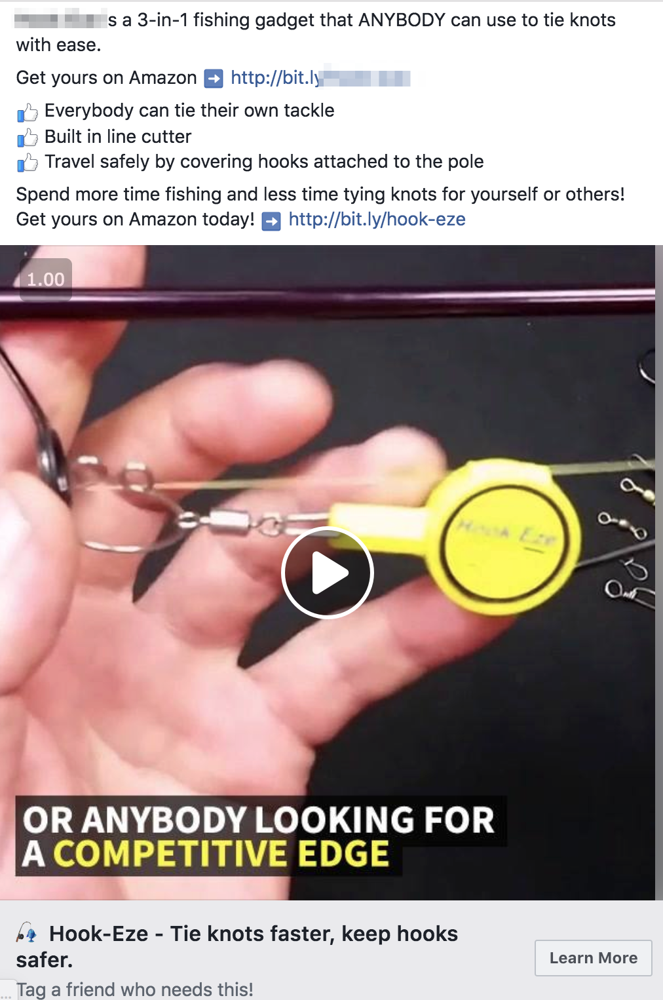 s a 3-in-1 fishing gadget that ANYBODY can use to tie knots
with ease.
Get yours on Amazon ➡ http://bit.ly
👍 Everybody can tie their own tackle
👍 Built in line cutter
👍 Travel safely by covering hooks attached to the pole
Spend more time fishing and less time tying knots for yourself or others!
Get yours on Amazon today! ➡ http://bit.ly/hook-eze
1.00
Hook Eze
OR ANYBODY LOOKING FOR
A COMPETITIVE EDGE
🎣 Hook-Eze - Tie knots faster, keep hooks
safer.
Learn More
Tag a friend who needs this!
...